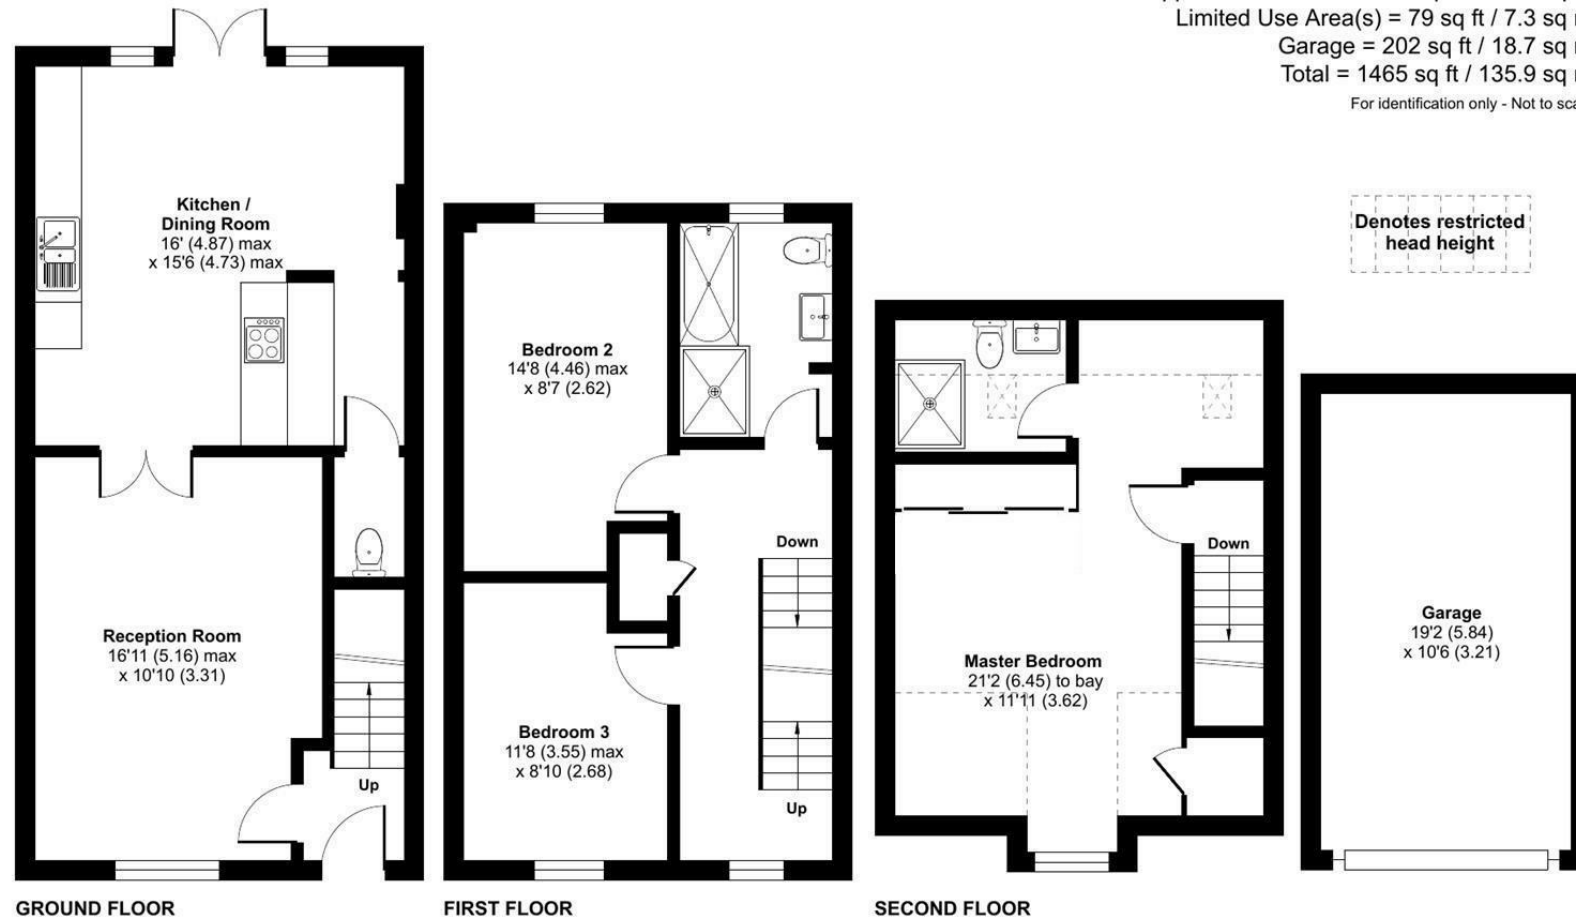 Limited Use Area(s) = 79 sq ft / 7.3 sq
Garage = 202 sq ft / 18.7 sq
Total = 1465 sq ft / 135.9 sq
For identification only - Not to
Denotes restricted
head height
Kitchen /
Dining Room
16' (4.87) max
x 15'6 (4.73) max
Reception Room
16'11 (5.16) max
x 10'10 (3.31)
Up
GROUND FLOOR
Bedroom 2
14'8 (4.46) max
x 8'7 (2.62)
Down
Bedroom 3
11'8 (3.55) max
x 8'10 (2.68)
Up
FIRST FLOOR
Down
Master Bedroom
21'2 (6.45) to bay
x 11'11 (3.62)
SECOND FLOOR
Garage
19'2 (5.84)
x 10'6 (3.21)